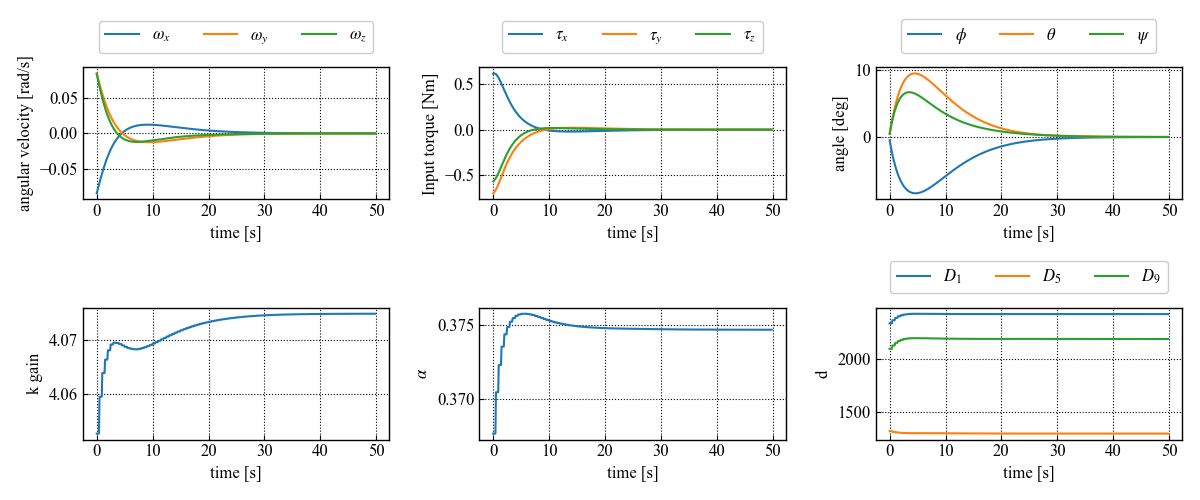 ωx ωy ωz
angular velocity [rad/s]
0.05
0.00
−0.05
0 10 20 30 40 50
time [s]
τx τy τz
Input torque [Nm]
0.5
0.0
−0.5
0 10 20 30 40 50
time [s]
ϕ θ ψ
angle [deg]
10
0
0 10 20 30 40 50
time [s]
k gain
4.07
4.06
0 10 20 30 40 50
time [s]
α
0.375
0.370
0 10 20 30 40 50
time [s]
D1 D5 D9
d
2000
1500
0 10 20 30 40 50
time [s]